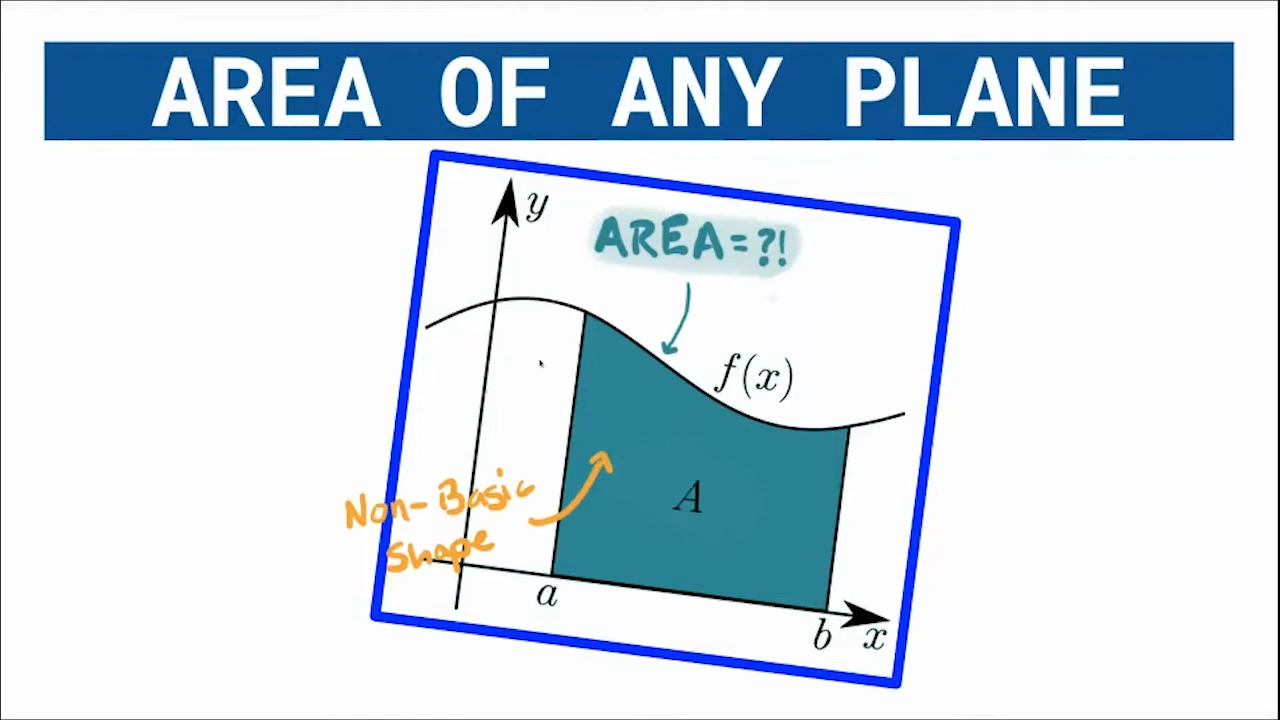 AREA OF ANY PLANE
y
AREA = ?!
f(x)
Non-Basic
Shape
A
a
b
x